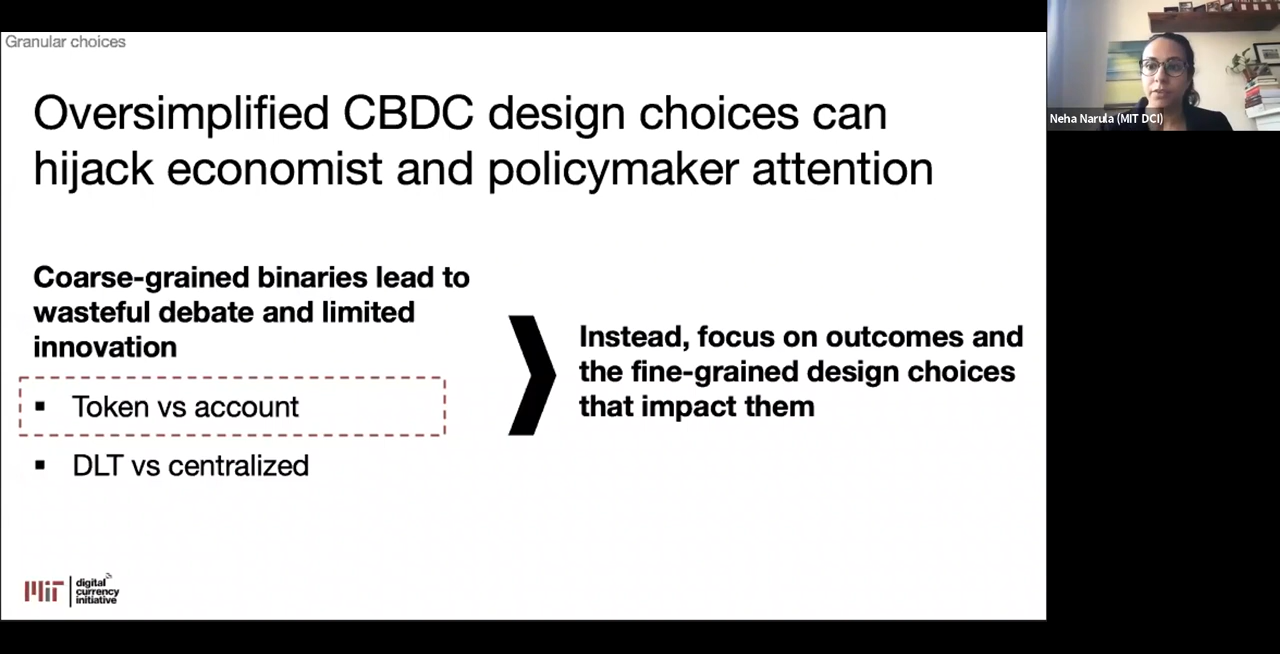 Granular choices
Oversimplified CBDC design choices can
hijack economist and policymaker attention
Coarse-grained binaries lead to
wasteful debate and limited
innovation
▪ Token vs account
▪ DLT vs centralized
Instead, focus on outcomes and
the fine-grained design choices
that impact them
MIT
digital
currency
initiative
Neha Narula (MIT DCI)